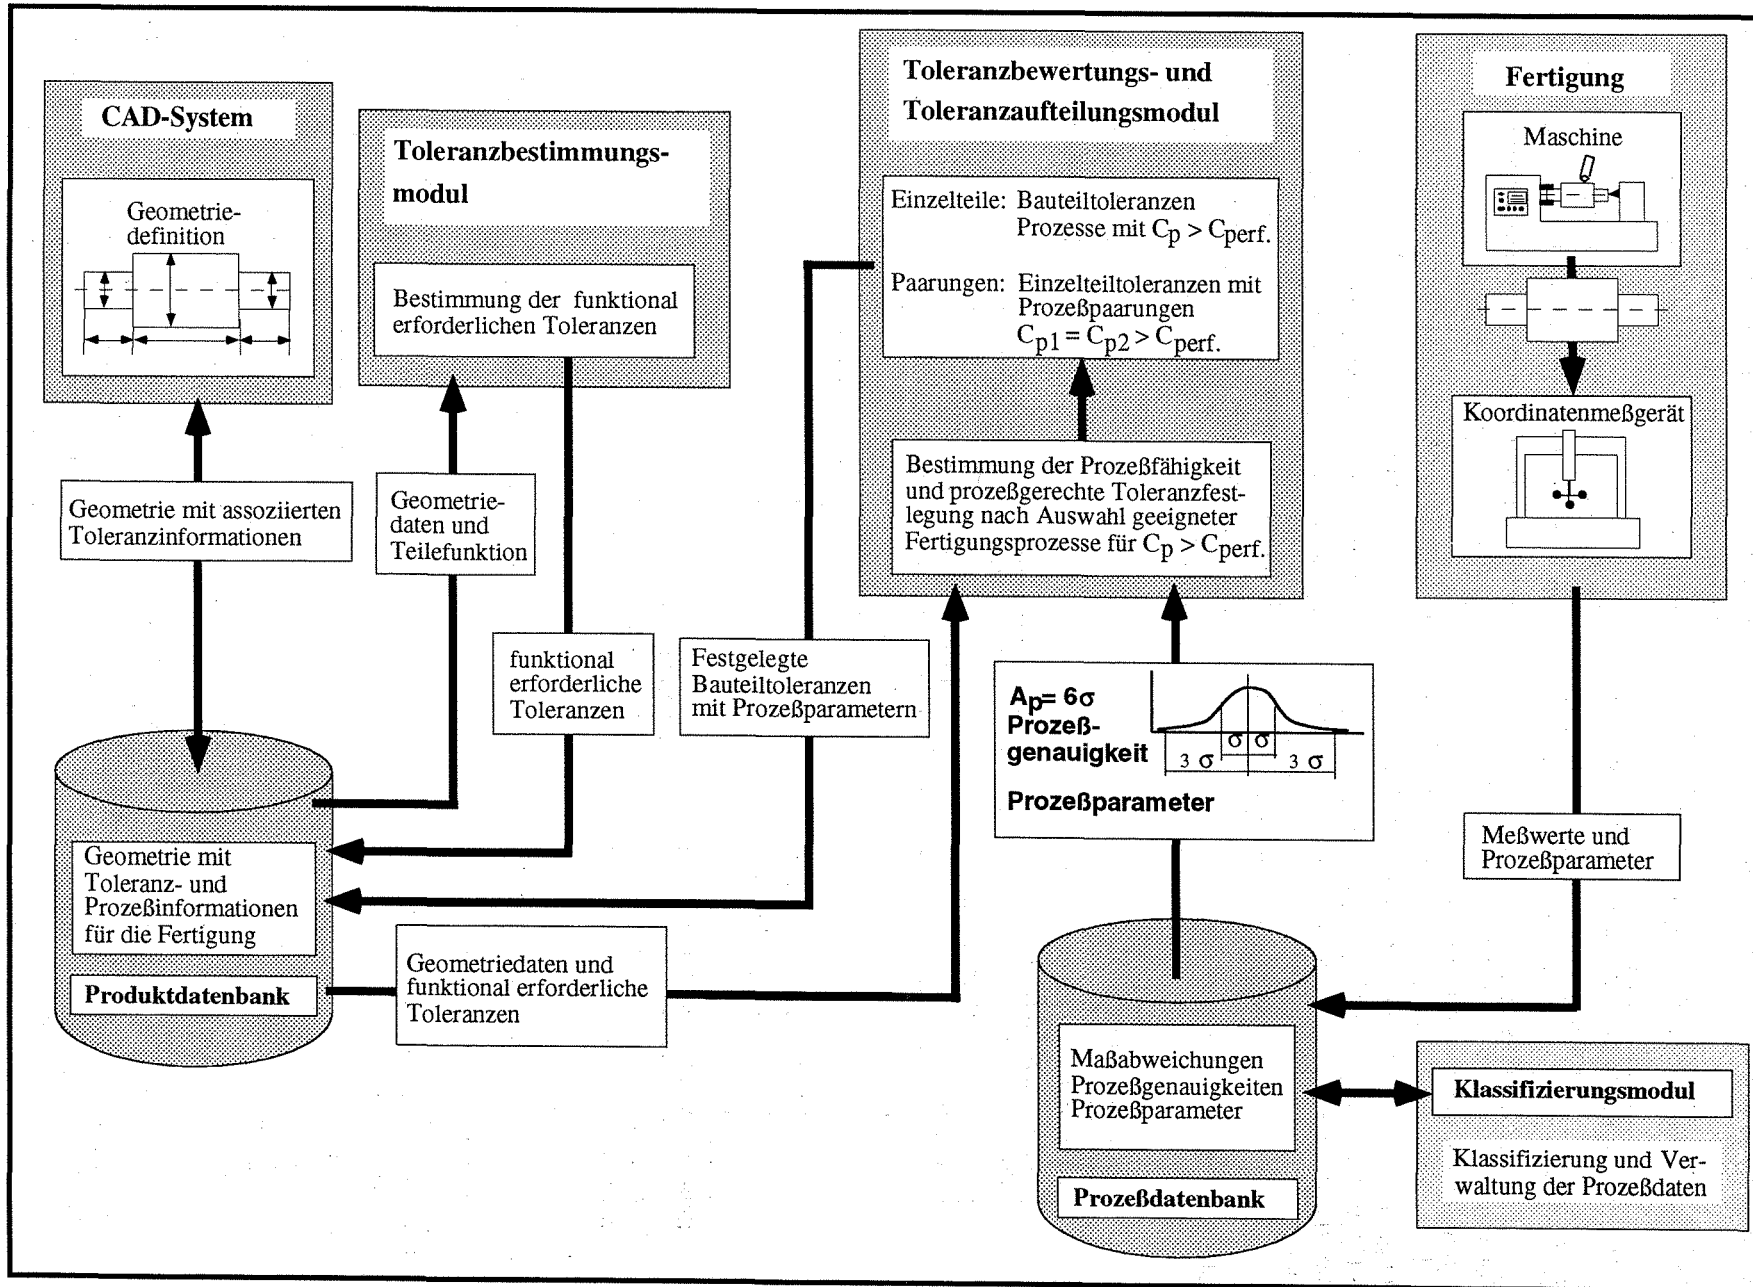 CAD-System
Geometrie-
definition
Geometrie mit assoziierten
Toleranzinformationen
Toleranzbestimmungs-
modul
Bestimmung der funktional
erforderlichen Toleranzen
Geometrie-
daten und
Teilefunktion
funktional
erforderliche
Toleranzen
Toleranzbewertungs- und
Toleranzaufteilungsmodul
Einzelteile: Bauteiltoleranzen
Prozesse mit Cp > Cperf.
Paarungen: Einzelteiltoleranzen mit
Prozeßpaarungen
Cp1 = Cp2 > Cperf.
Bestimmung der Prozeßfähigkeit
und prozeßgerechte Toleranzfest-
legung nach Auswahl geeigneter
Fertigungsprozesse für Cp > Cperf.
Festgelegte
Bauteiltoleranzen
mit Prozeßparametern
Ap= 6σ
Prozeß-
genauigkeit
σ σ
3 σ 3 σ
Prozeßparameter
Fertigung
Maschine
Koordinatenmeßgerät
Meßwerte und
Prozeßparameter
Geometrie mit
Toleranz- und
Prozeßinformationen
für die Fertigung
Produktdatenbank
Geometriedaten und
funktional erforderliche
Toleranzen
Maßabweichungen
Prozeßgenauigkeiten
Prozeßparameter
Prozeßdatenbank
Klassifizierungsmodul
Klassifizierung und Ver-
waltung der Prozeßdaten